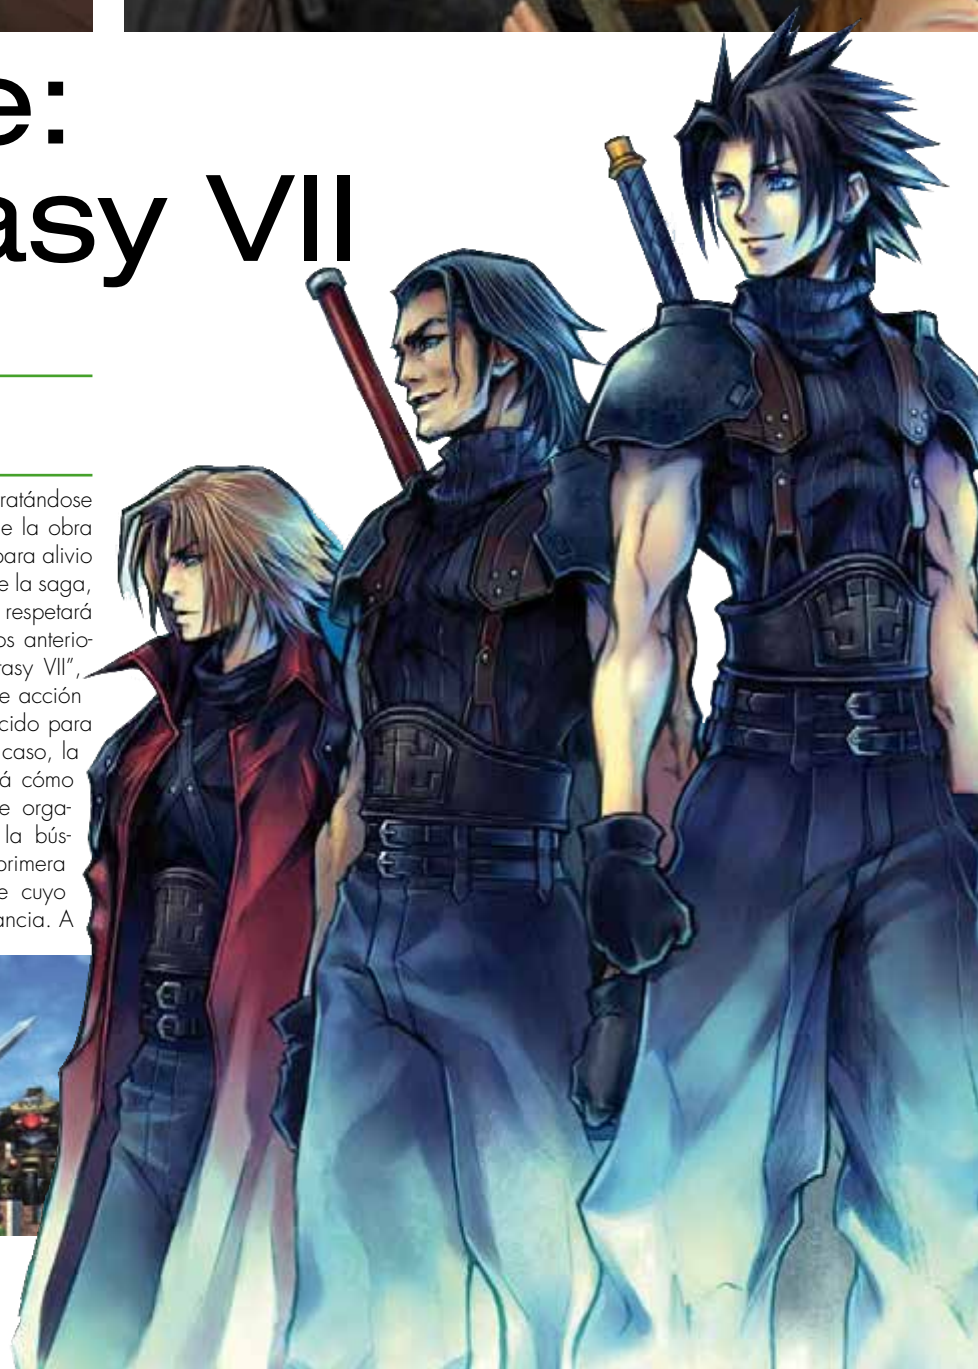 e:
asy VII
ratándose
e la obra
para alivio
e la saga,
respetará
os anterio-
tasy VII”,
e acción
cido para
caso, la
á cómo
e orga-
la bús-
primera
e cuyo
ancia. A